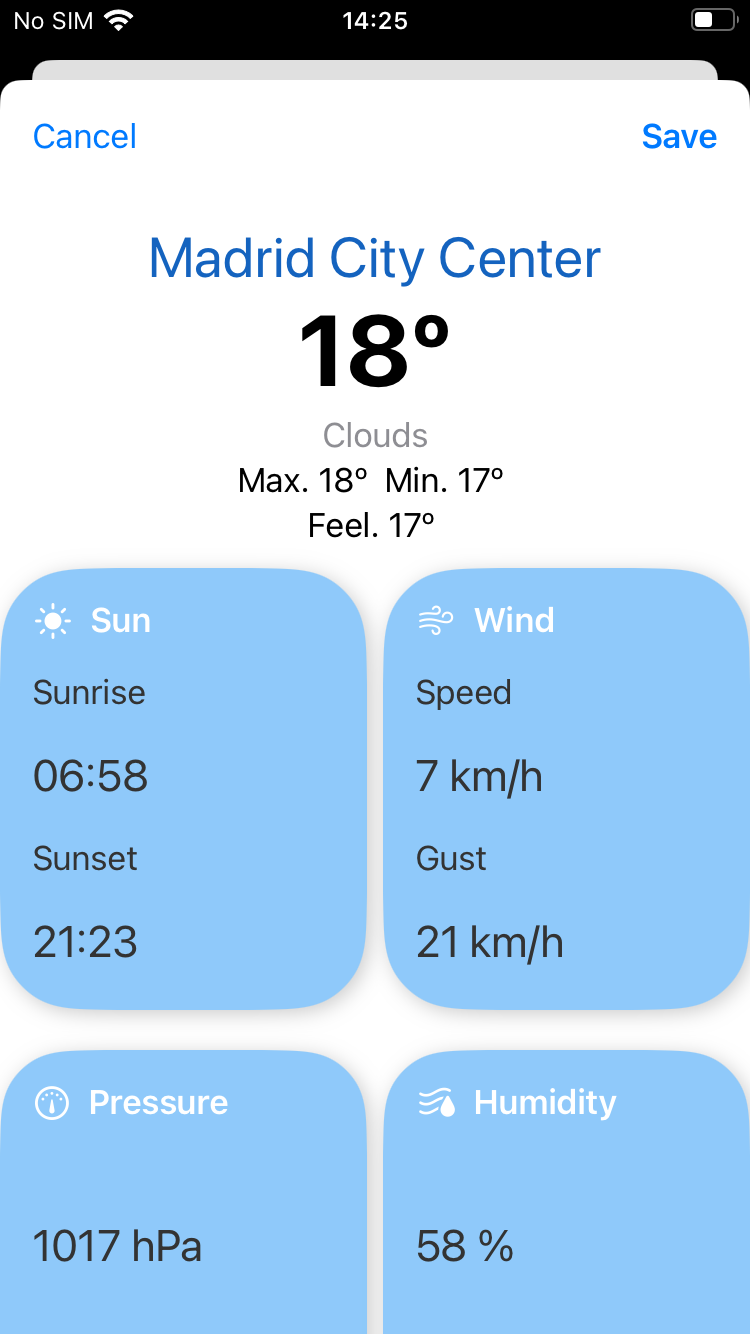 No SIM 14:25
Cancel Save
Madrid City Center
18º
Clouds
Max. 18º Min. 17º
Feel. 17º
Sun
Sunrise
06:58
Sunset
21:23
Wind
Speed
7 km/h
Gust
21 km/h
Pressure
1017 hPa
Humidity
58 %